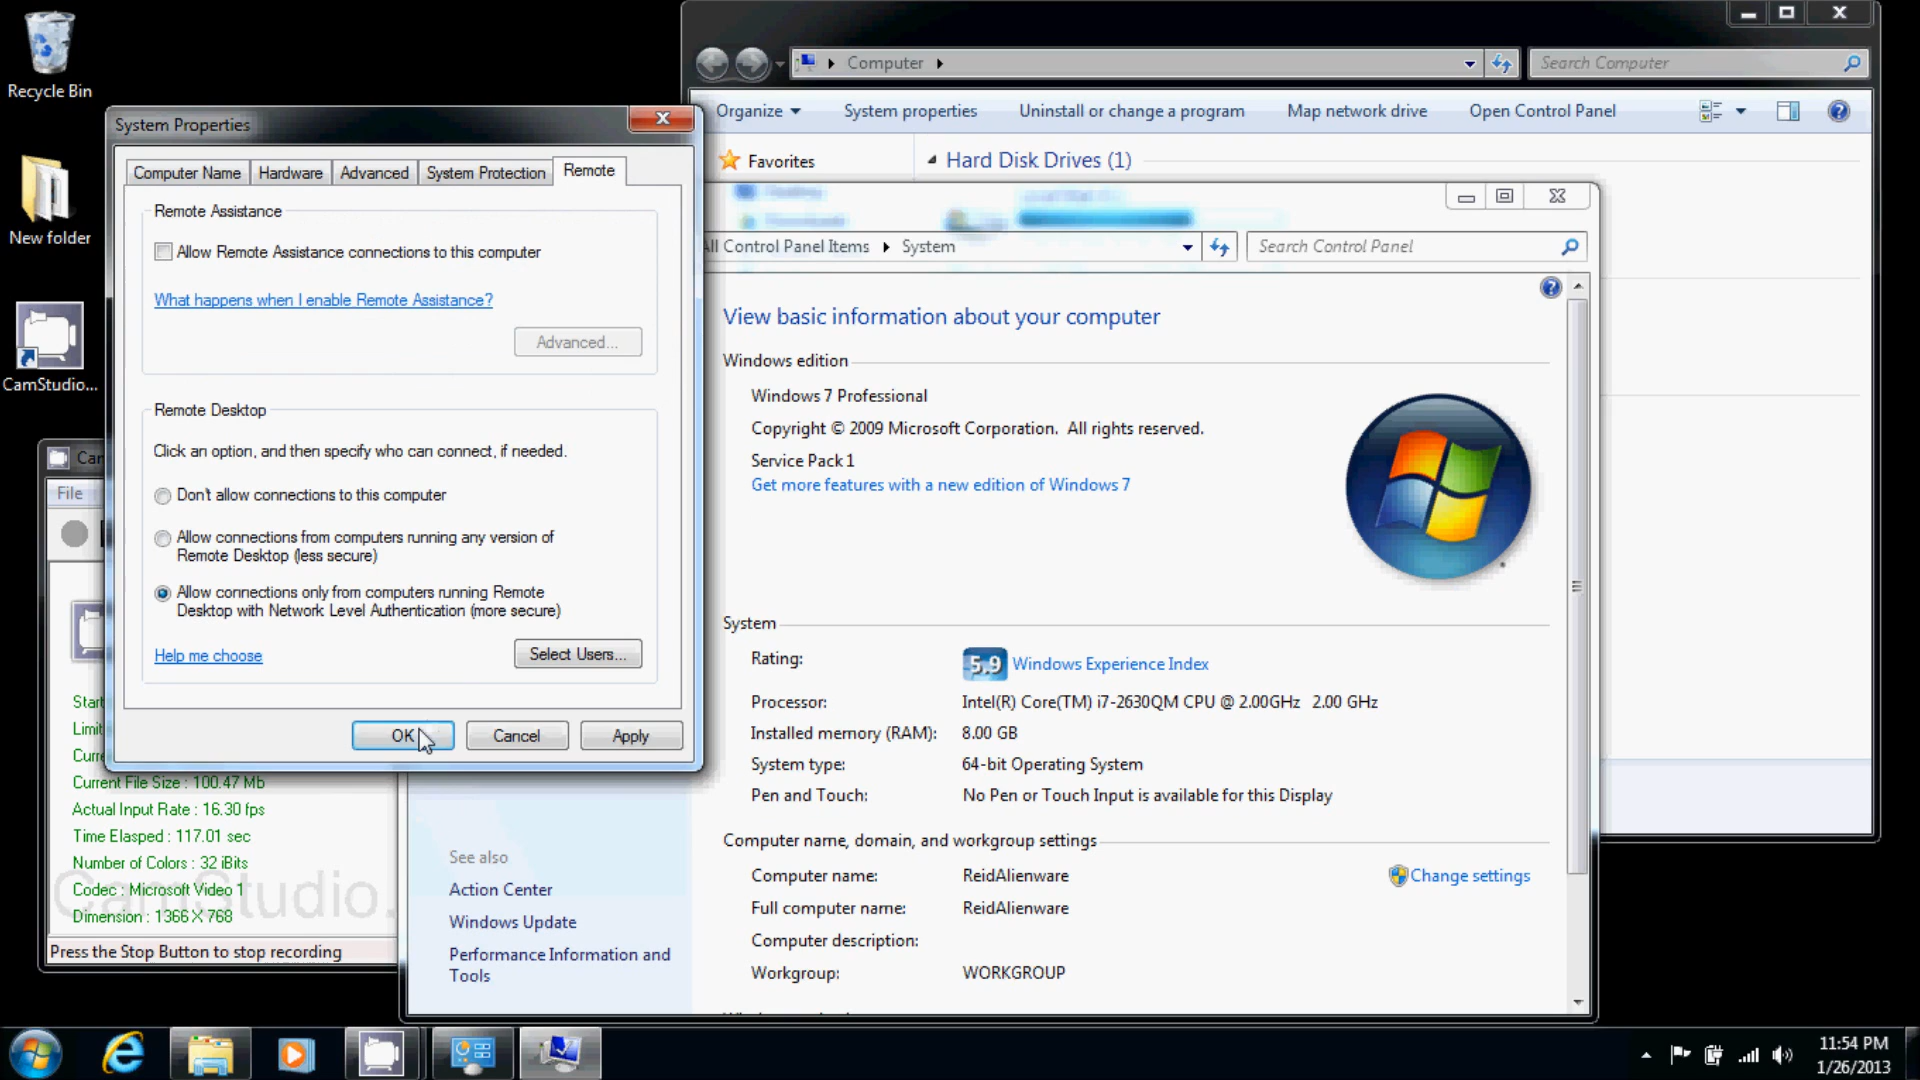 Recycle Bin
New folder
CamStudio...
System Properties
Computer Name
Hardware
Advanced
System Protection
Remote
Remote Assistance
Allow Remote Assistance connections to this computer
What happens when I enable Remote Assistance?
Advanced...
Remote Desktop
Click an option, and then specify who can connect, if needed.
Don't allow connections to this computer
Allow connections from computers running any version of
Remote Desktop (less secure)
Allow connections only from computers running Remote
Desktop with Network Level Authentication (more secure)
Help me choose
Select Users...
OK
Cancel
Apply
File
Current File Size : 100.47 Mb
Actual Input Rate : 16.30 fps
Time Elasped : 117.01 sec
Number of Colors : 32 iBits
Codec : Microsoft Video 1
Dimension : 1366 X 768
CamStudio.
Press the Stop Button to stop recording
Computer
Search Computer
Organize
System properties
Uninstall or change a program
Map network drive
Open Control Panel
Favorites
Hard Disk Drives (1)
All Control Panel Items
System
Search Control Panel
View basic information about your computer
Windows edition
Windows 7 Professional
Copyright © 2009 Microsoft Corporation. All rights reserved.
Service Pack 1
Get more features with a new edition of Windows 7
System
Rating:
5.9 Windows Experience Index
Processor:
Intel(R) Core(TM) i7-2630QM CPU @ 2.00GHz 2.00 GHz
Installed memory (RAM):
8.00 GB
System type:
64-bit Operating System
Pen and Touch:
No Pen or Touch Input is available for this Display
Computer name, domain, and workgroup settings
Computer name:
ReidAlienware
Change settings
Full computer name:
ReidAlienware
Computer description:
Workgroup:
WORKGROUP
See also
Action Center
Windows Update
Performance Information and
Tools
11:54 PM
1/26/2013